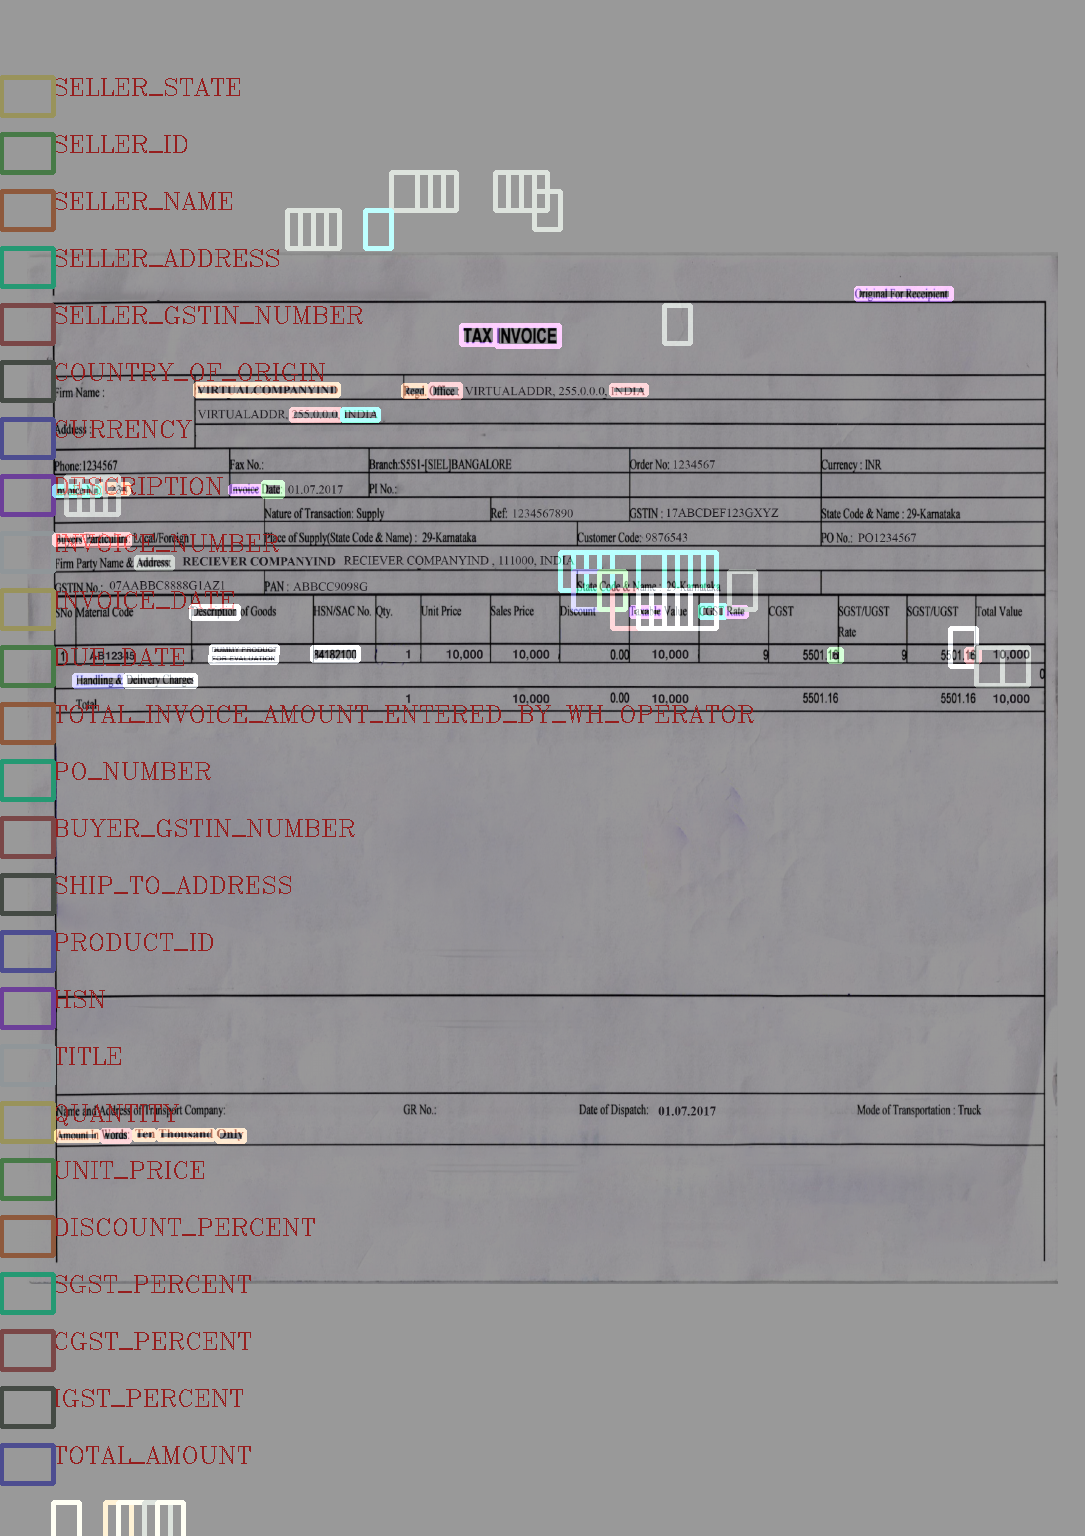 SELLER_STATE
SELLER_ID
SELLER_NAME
SELLER_ADDRESS
Original For Receipient
SELLER_GSTIN_NUMBER
TAX INVOICE
COUNTRY_OF_ORIGIN
Firm Name : VIRTUALCOMPANYIND Regd Office: VIRTUALADDR, 255.0.0.0, INDIA
VIRTUALADDR, 255.0.0.0, INDIA
CURRENCY
Address:
Phone:1234567 Fax No.: Branch:S5S1-[SIEL]BANGALORE Order No: 1234567 Currency : INR
DESCRIPTION
Invoice Date: 01.07.2017 PI No.:
Nature of Transaction: Supply Ref: 1234567890 GSTIN : 17ABCDEF123GXYZ State Code & Name : 29-Karnataka
Buyers Particulars: Local/Foreign Place of Supply(State Code & Name) : 29-Karnataka Customer Code: 9876543 PO No.: PO1234567
INVOICE_NUMBER
Firm Party Name & Address: RECIEVER COMPANYIND RECIEVER COMPANYIND , 111000, INDIA
GSTIN No : 07AABBC8888G1AZ1 PAN : ABBCC9098G State Code & Name : 29-Karnataka
INVOICE_DATE
SNo Material Code Description of Goods HSN/SAC No. Qty. Unit Price Sales Price Discount Taxable Value CGST Rate CGST SGST/UGST Rate SGST/UGST Total Value
DUE_DATE
1 AB12345 DUMMY PRODUCT FOR EVALUATION 84182100 1 10,000 10,000 0.00 10,000 9 5501.16 9 5501.16 10,000
0
Handling & Delivery Charges
Total 1 10,000 0.00 10,000 5501.16 5501.16 10,000
TOTAL_INVOICE_AMOUNT_ENTERED_BY_WH_OPERATOR
PO_NUMBER
BUYER_GSTIN_NUMBER
SHIP_TO_ADDRESS
PRODUCT_ID
HSN
TITLE
QUANTITY
Name and Address of Transport Company: GR No.: Date of Dispatch: 01.07.2017 Mode of Transportation : Truck
Amount in Words: Ten Thousand Only
UNIT_PRICE
DISCOUNT_PERCENT
SGST_PERCENT
CGST_PERCENT
IGST_PERCENT
TOTAL_AMOUNT